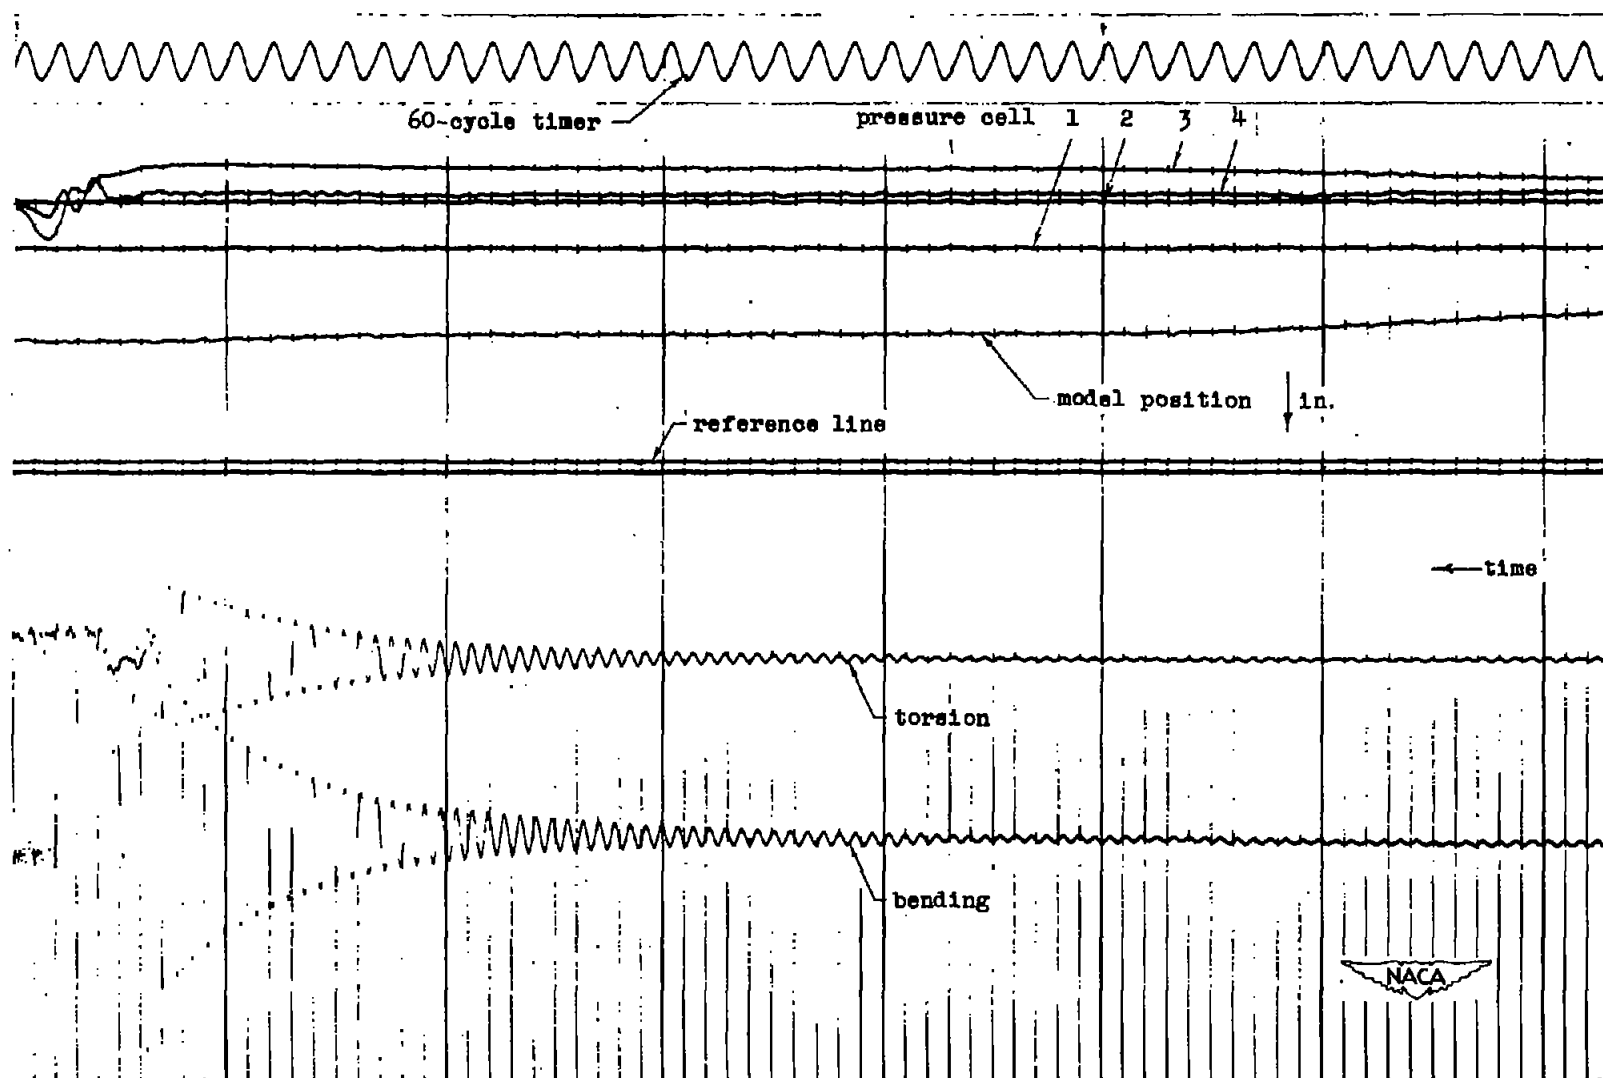 60-cycle timer
pressure cell 1 2 3 4
model position
in.
reference line
time
torsion
bending
NACA